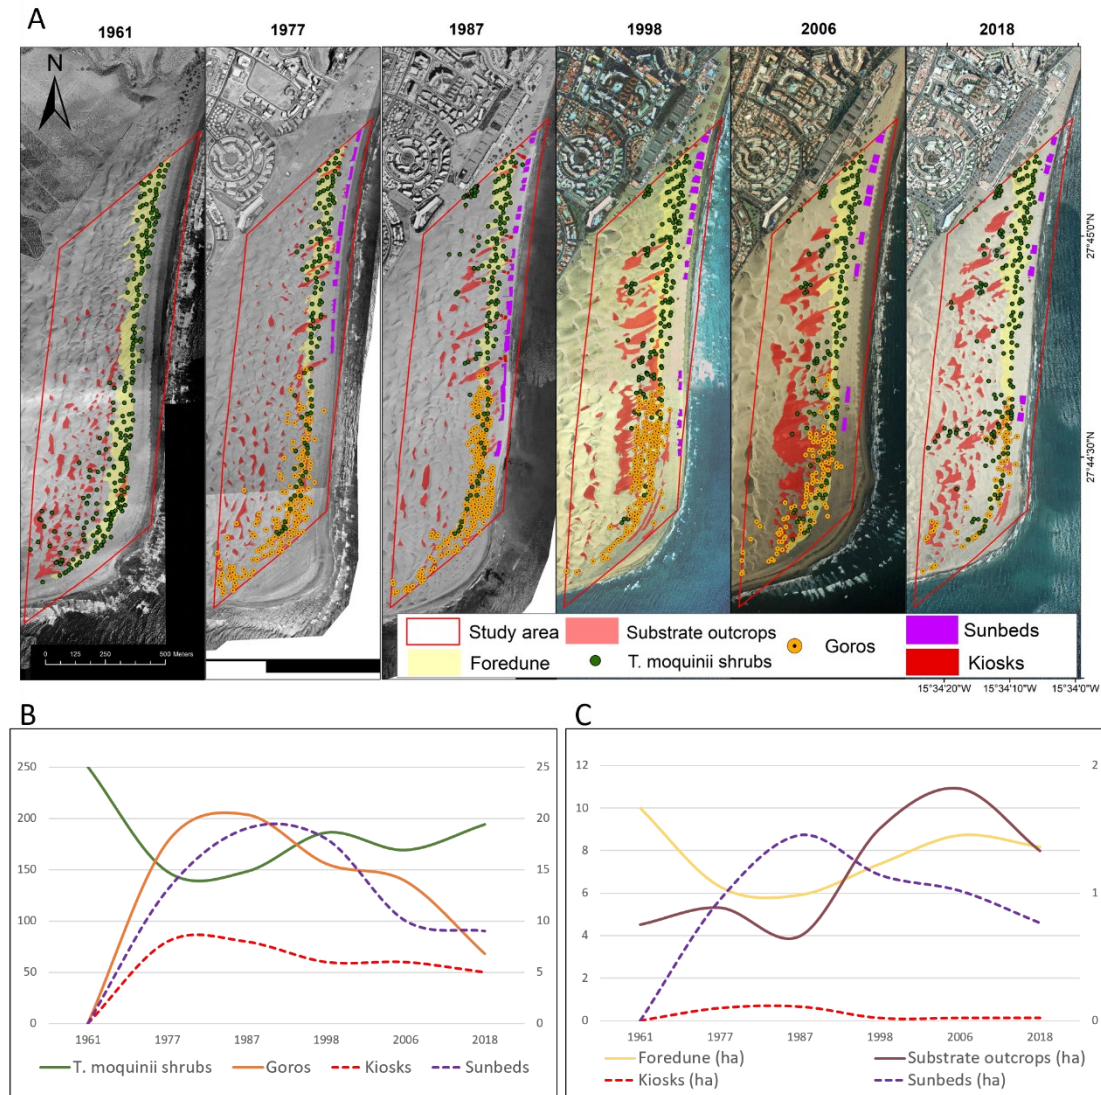 A
1961 1977 1987 1998 2006 2018
N
27°45'0"N
27°44'30"N
0 125 250 500 Meters
Study area Substrate outcrops Goros Sunbeds
Foredune T. moquinii shrubs Kiosks
15°34'20"W 15°34'10"W 15°34'0"W
B
250 25
200 20
150 15
100 10
50 5
0 0
1961 1977 1987 1998 2006 2018
T. moquinii shrubs Goros Kiosks Sunbeds
C
12 2
10
8
6 1
4
2
0 0
1961 1977 1987 1998 2006 2018
Foredune (ha) Substrate outcrops (ha)
Kiosks (ha) Sunbeds (ha)